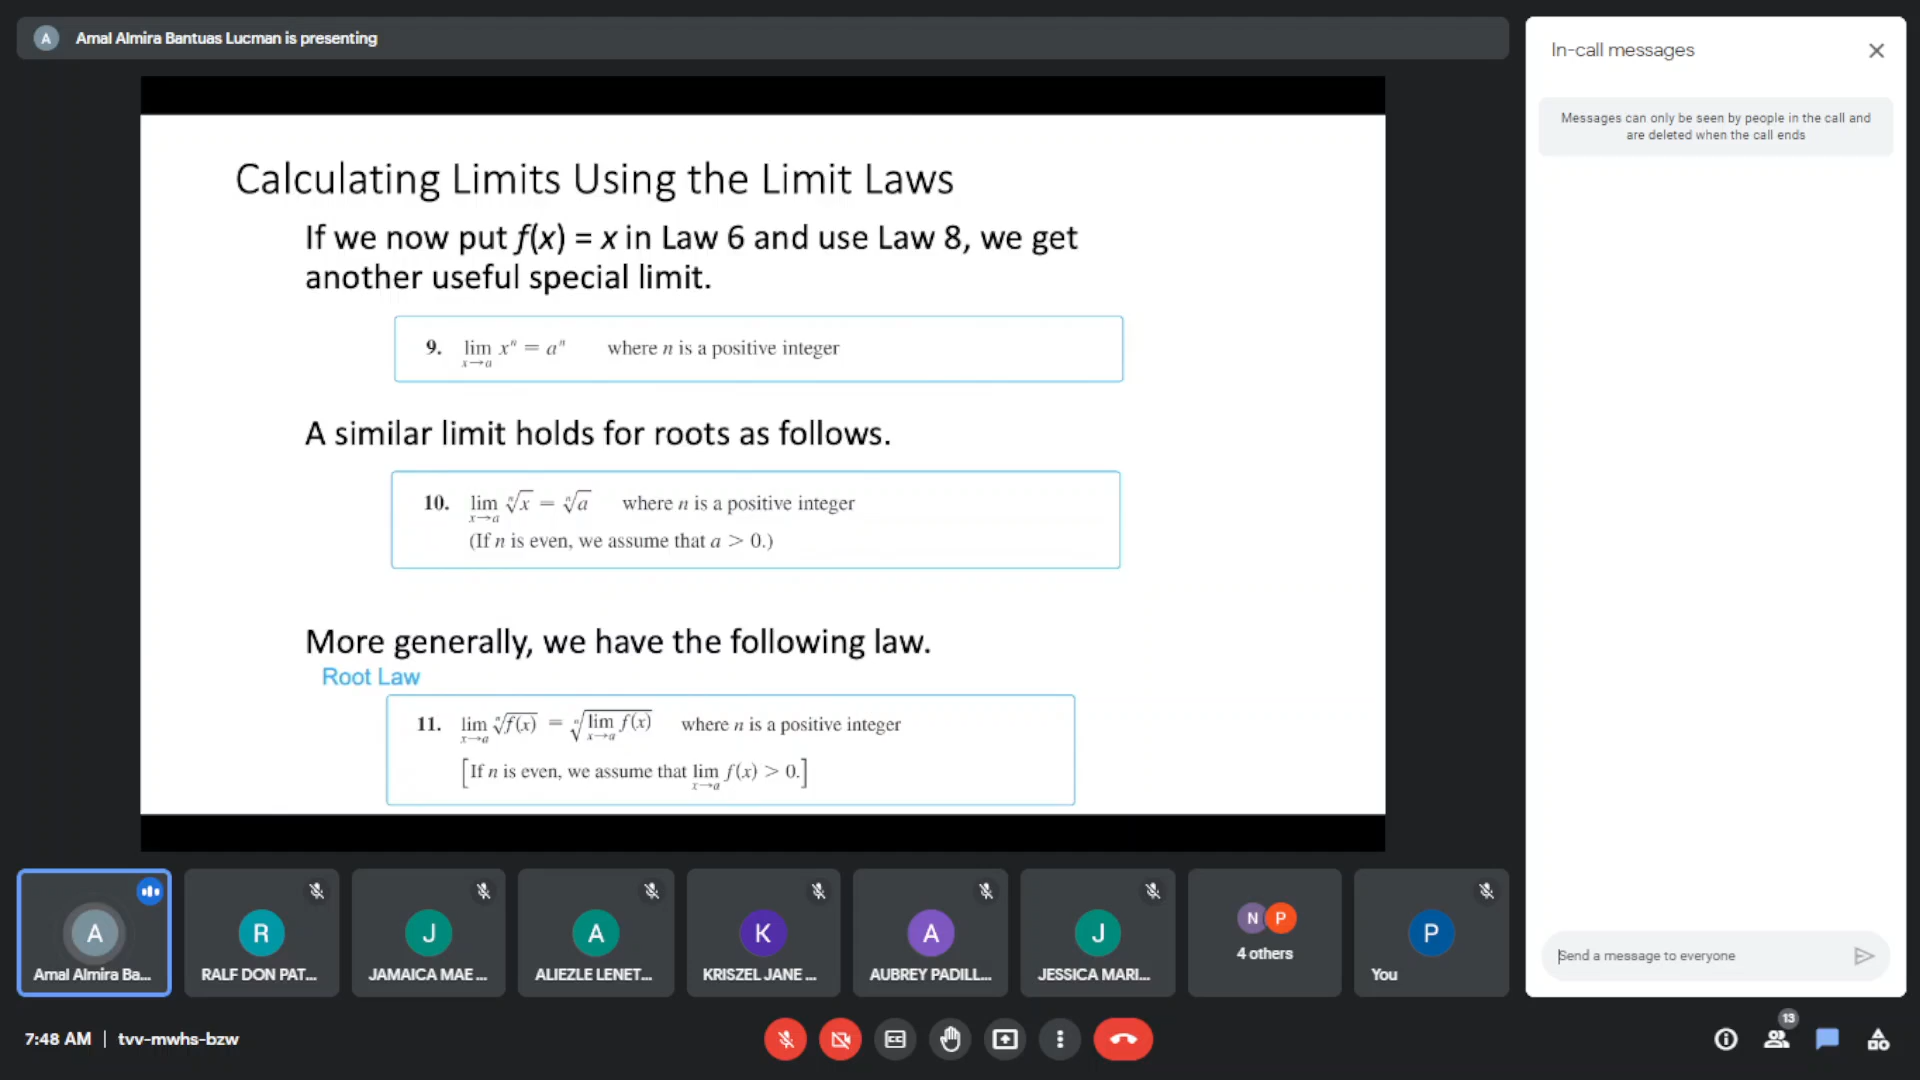 A
Amal Almira Bantuas Lucman is presenting
Calculating Limits Using the Limit Laws
If we now put f(x) = x in Law 6 and use Law 8, we get
another useful special limit.
9. lim x→a xⁿ = aⁿ where n is a positive integer
A similar limit holds for roots as follows.
10. lim x→a ⁿ√x = ⁿ√a where n is a positive integer
(If n is even, we assume that a > 0.)
More generally, we have the following law.
Root Law
11. lim x→a ⁿ√f(x) = ⁿ√lim x→a f(x) where n is a positive integer
[If n is even, we assume that lim x→a f(x) > 0.]
A
Amal Almira Ba...
R
RALF DON PAT...
J
JAMAICA MAE ...
A
ALIEZLE LENET...
K
KRISZEL JANE ...
A
AUBREY PADILL...
J
JESSICA MARI...
N P
4 others
P
You
7:48 AM | tvv-mwhs-bzw
CC
13
In-call messages
Messages can only be seen by people in the call and
are deleted when the call ends
Send a message to everyone